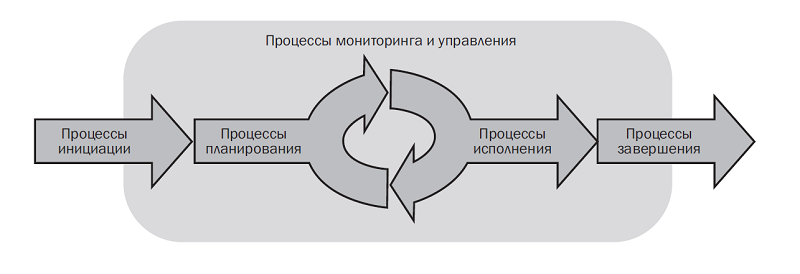 Процессы мониторинга и управления
Процессы
инициации
Процессы
планирования
Процессы
исполнения
Процессы
завершения